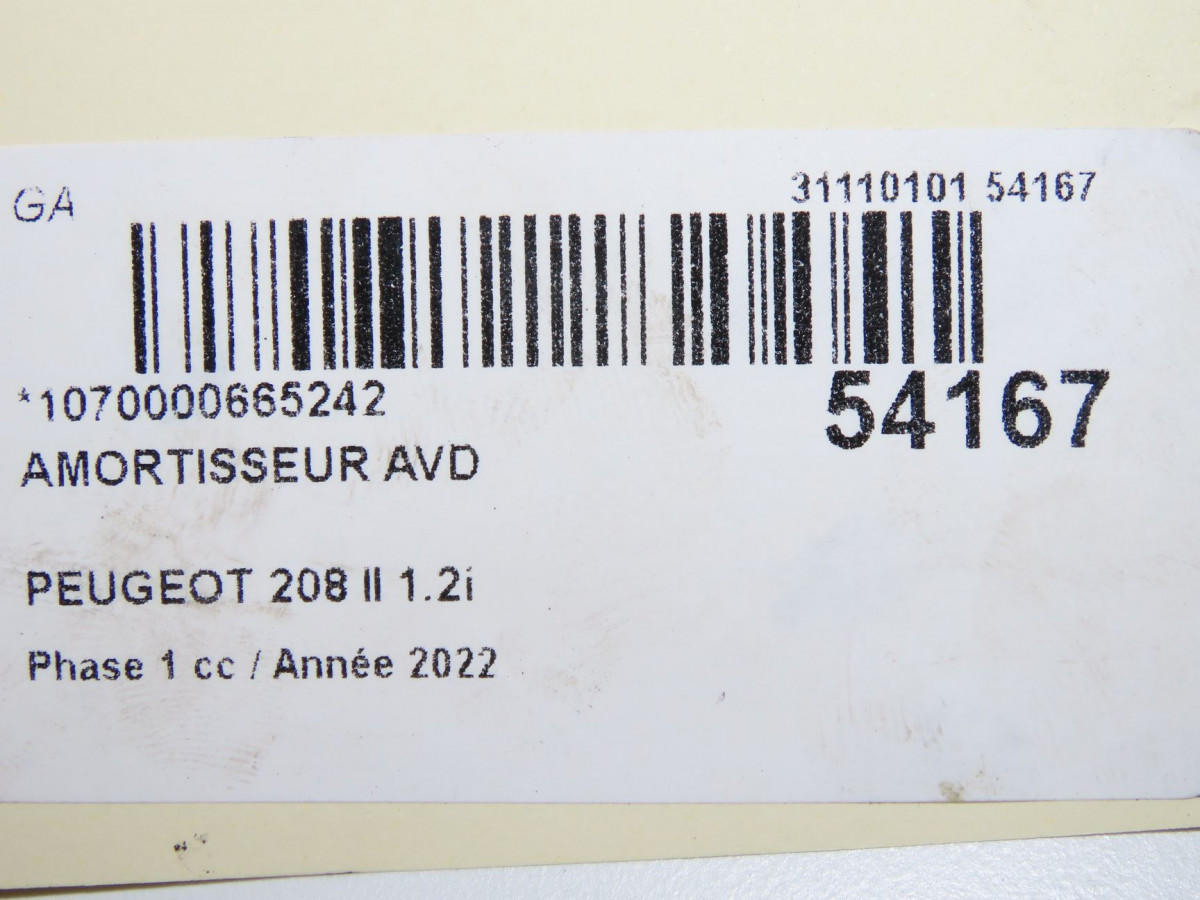 GA
31110101 54167
*1070000665242
54167
AMORTISSEUR AVD
PEUGEOT 208 II 1.2i
Phase 1 cc / Année 2022